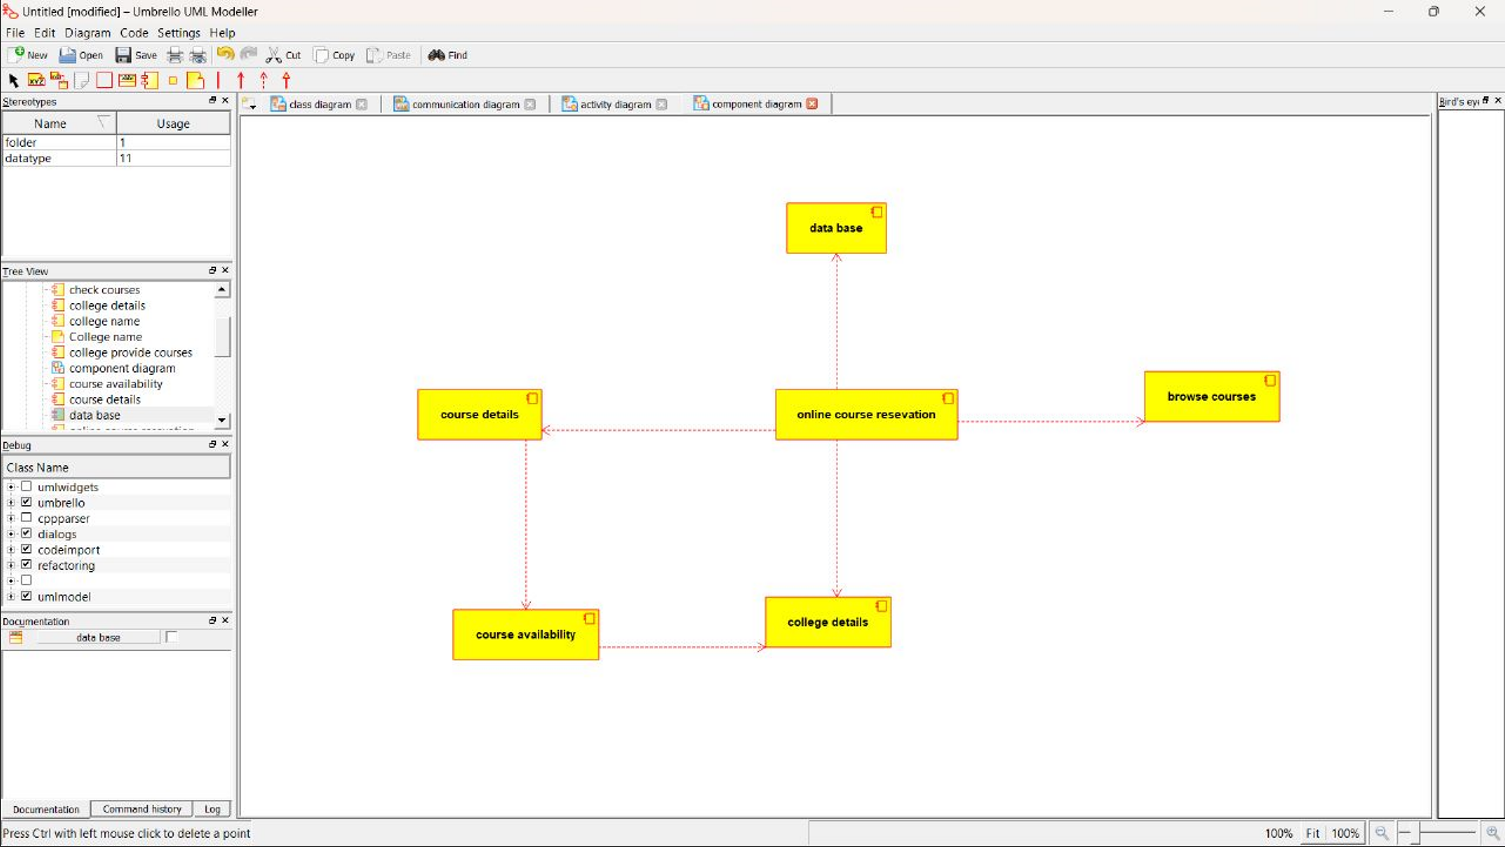 Untitled [modified] – Umbrello UML Modeller
File Edit Diagram Code Settings Help
New Open Save Cut Copy Paste Find
Stereotypes
Name Usage
folder 1
datatype 11
Tree View
check courses
college details
college name
College name
college provide courses
component diagram
course availability
course details
data base
Debug
Class Name
umlwidgets
umbrello
cppparser
dialogs
codeimport
refactoring
umlmodel
Documentation
data base
Documentation Command history Log
Press Ctrl with left mouse click to delete a point
class diagram communication diagram activity diagram component diagram
data base
course details
online course resevation
browse courses
course availability
college details
Bird's ey
100% Fit 100%